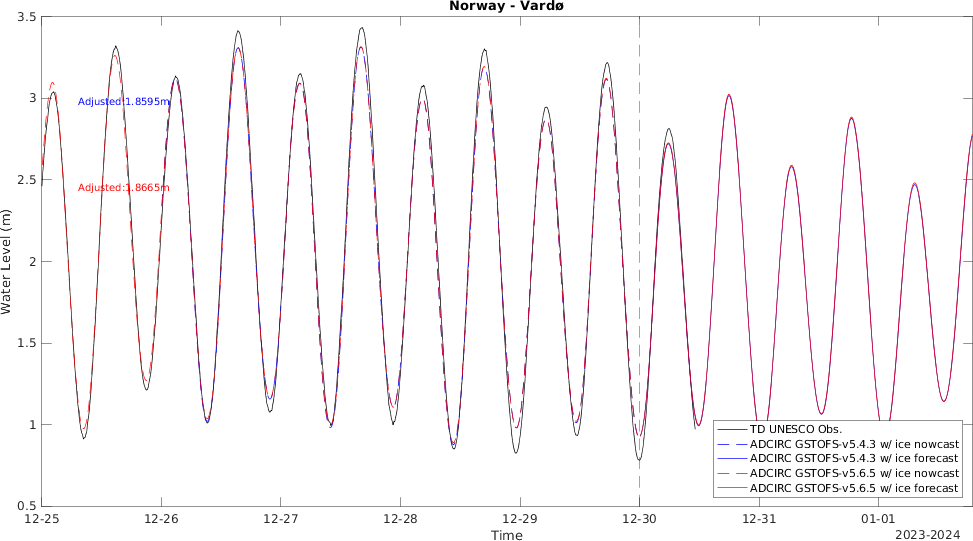 Norway - Vardø
3.5
3
2.5
2
1.5
1
0.5
Water Level (m)
Adjusted:1.8595m
Adjusted:1.8665m
TD UNESCO Obs.
ADCIRC GSTOFS-v5.4.3 w/ ice nowcast
ADCIRC GSTOFS-v5.4.3 w/ ice forecast
ADCIRC GSTOFS-v5.6.5 w/ ice nowcast
ADCIRC GSTOFS-v5.6.5 w/ ice forecast
12-25 12-26 12-27 12-28 12-29 12-30 12-31 01-01
Time
2023-2024